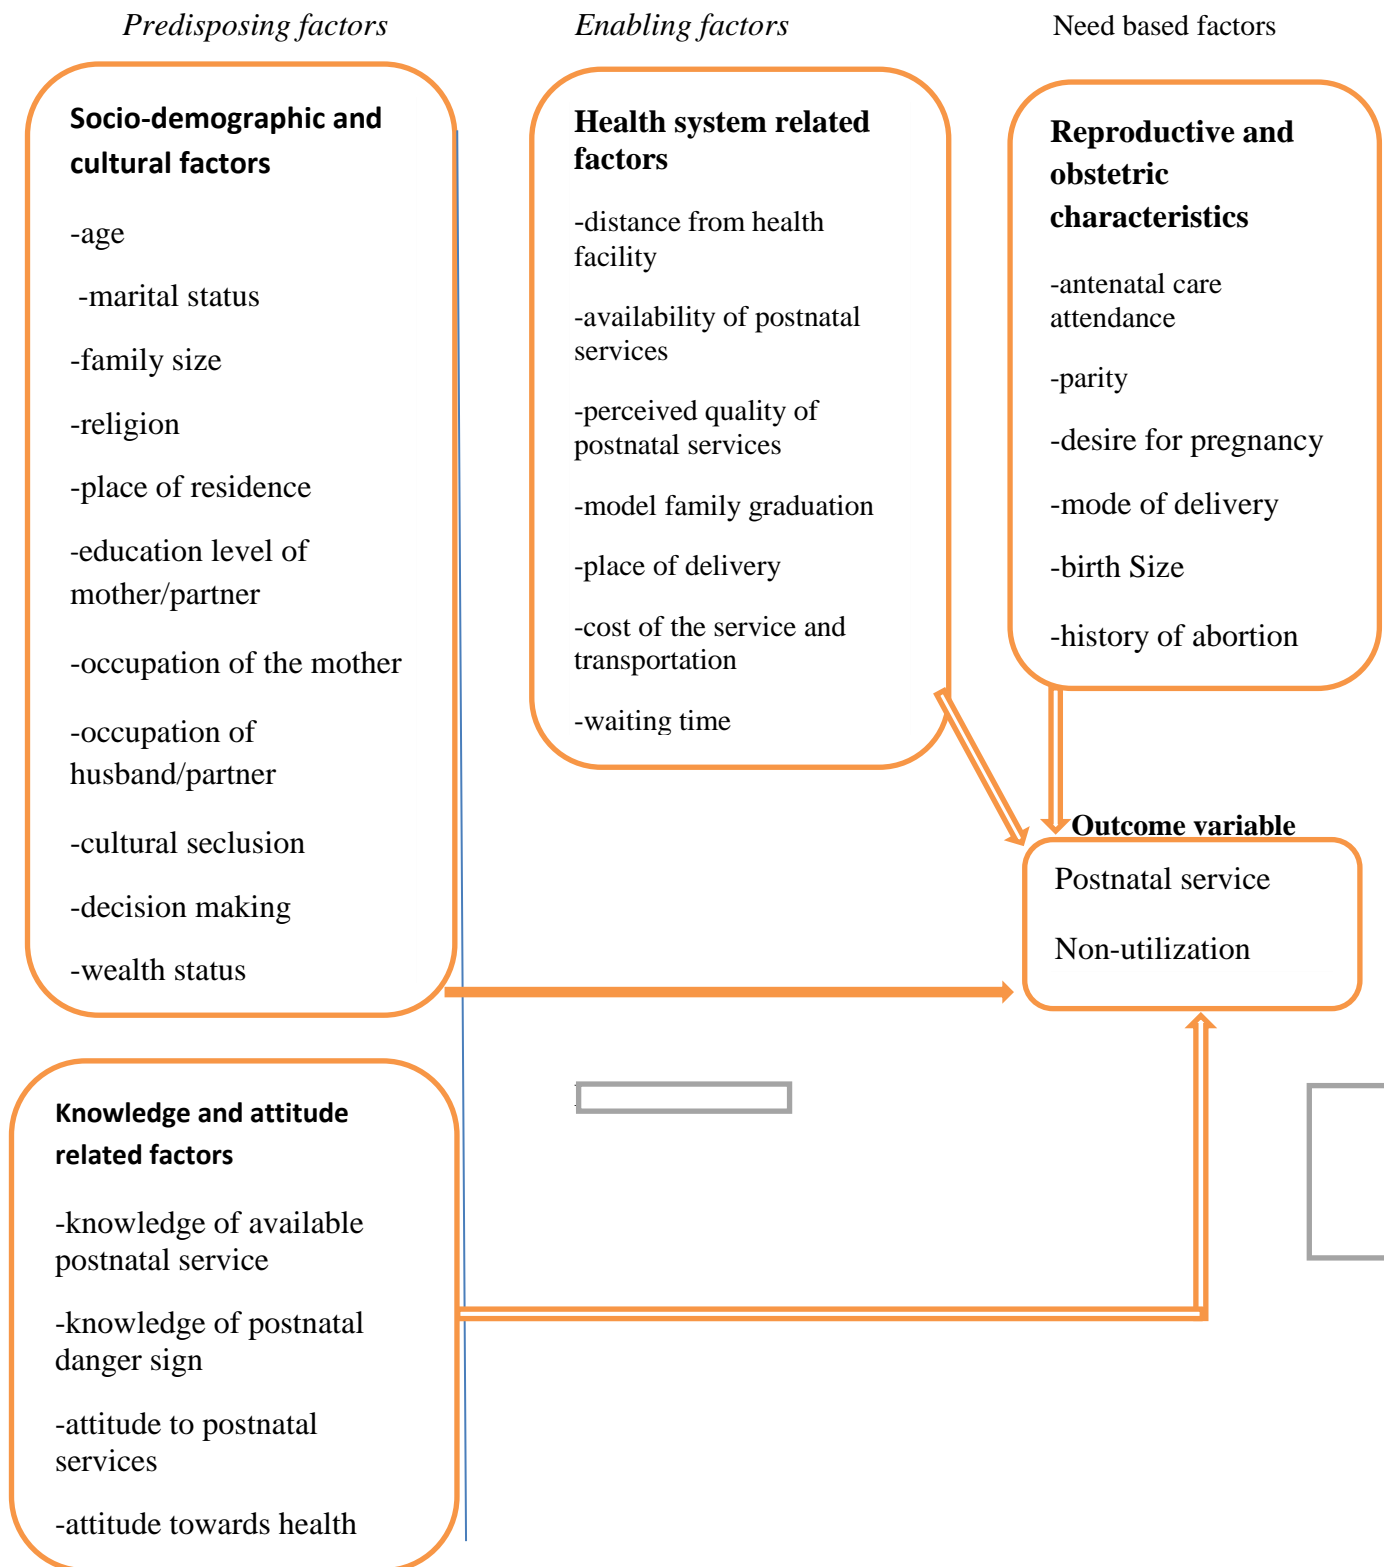 Predisposing factors
Enabling factors
Need based factors
Socio-demographic and
cultural factors
-age
-marital status
-family size
-religion
-place of residence
-education level of
mother/partner
-occupation of the mother
-occupation of
husband/partner
-cultural seclusion
-decision making
-wealth status
Health system related
factors
-distance from health
facility
-availability of postnatal
services
-perceived quality of
postnatal services
-model family graduation
-place of delivery
-cost of the service and
transportation
-waiting time
Reproductive and
obstetric
characteristics
-antenatal care
attendance
-parity
-desire for pregnancy
-mode of delivery
-birth Size
-history of abortion
Outcome variable
Postnatal service
Non-utilization
Knowledge and attitude
related factors
-knowledge of available
postnatal service
-knowledge of postnatal
danger sign
-attitude to postnatal
services
-attitude towards health